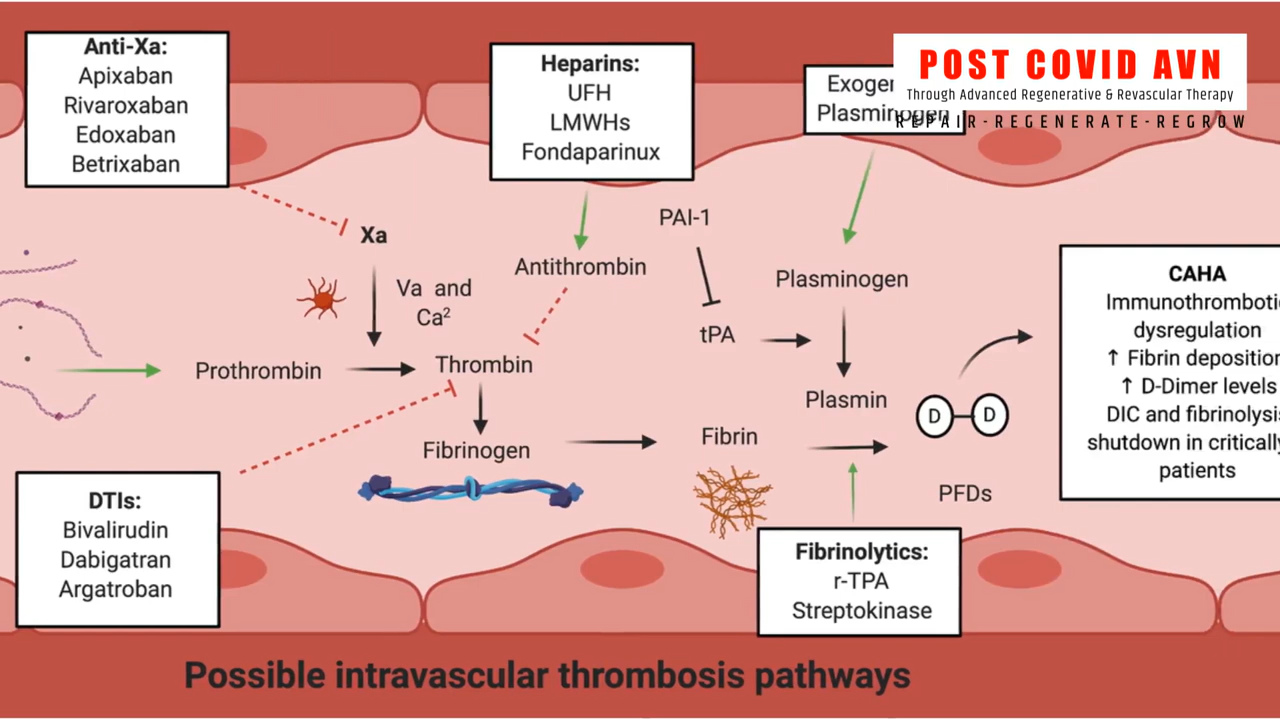 Anti-Xa:
Apixaban
Rivaroxaban
Edoxaban
Betrixaban
Heparins:
UFH
LMWHs
Fondaparinux
POST COVID AVN
Through Advanced Regenerative & Revascular Therapy
REPAIR-REGENERATE-REGROW
Plasminogen
PAI-1
Xa
Antithrombin
Va and
Ca²
Plasminogen
tPA
Prothrombin
Thrombin
Plasmin
D
D
Fibrinogen
Fibrin
PFDs
CAHA
Immunothrombotic
dysregulation
↑ Fibrin deposition
↑ D-Dimer levels
DIC and fibrinolysis
shutdown in critically
patients
DTIs:
Bivalirudin
Dabigatran
Argatroban
Fibrinolytics:
r-TPA
Streptokinase
Possible intravascular thrombosis pathways